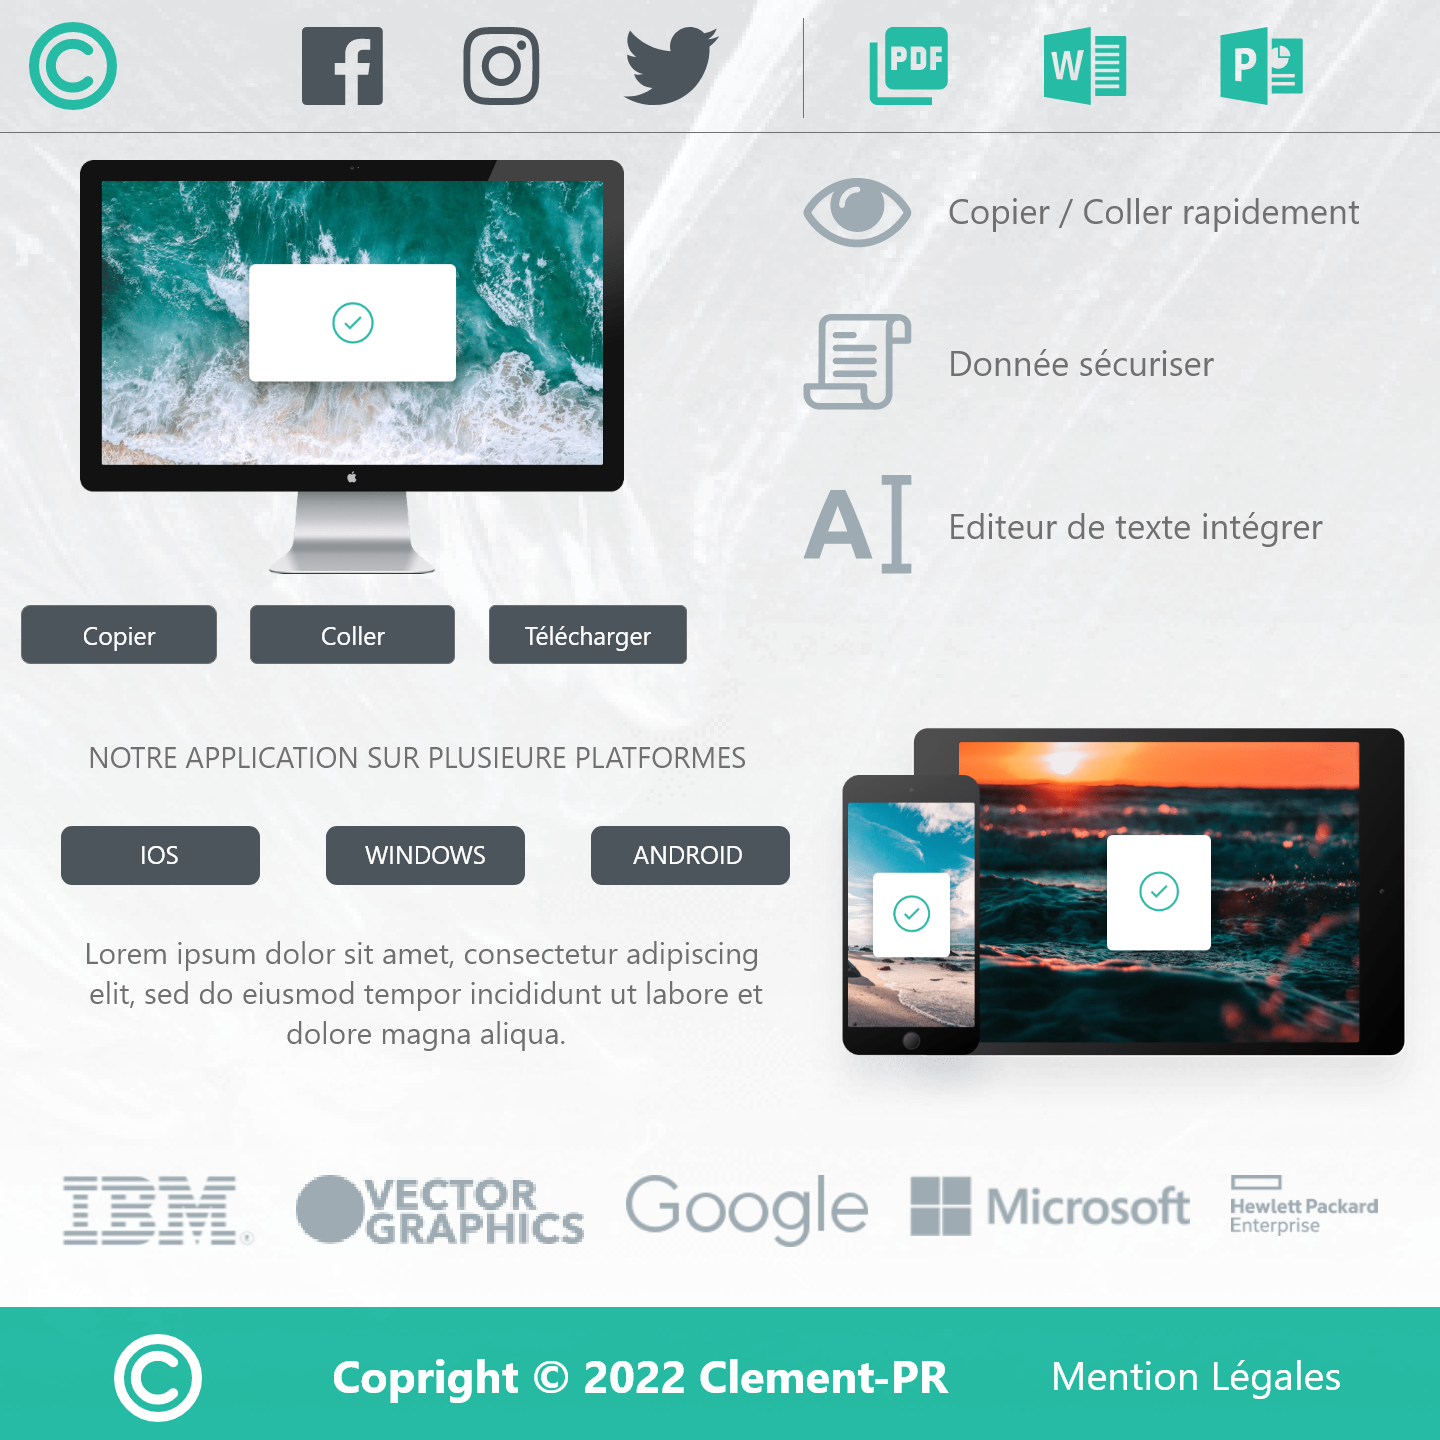 PDF
W
P
Copier / Coller rapidement
Donnée sécuriser
A
Editeur de texte intégrer
Copier
Coller
Télécharger
NOTRE APPLICATION SUR PLUSIEURE PLATFORMES
IOS
WINDOWS
ANDROID
Lorem ipsum dolor sit amet, consectetur adipiscing
elit, sed do eiusmod tempor incididunt ut labore et
dolore magna aliqua.
IBM®
VECTOR
GRAPHICS
Google
Microsoft
Hewlett Packard
Enterprise
©
Copright © 2022 Clement-PR
Mention Légales